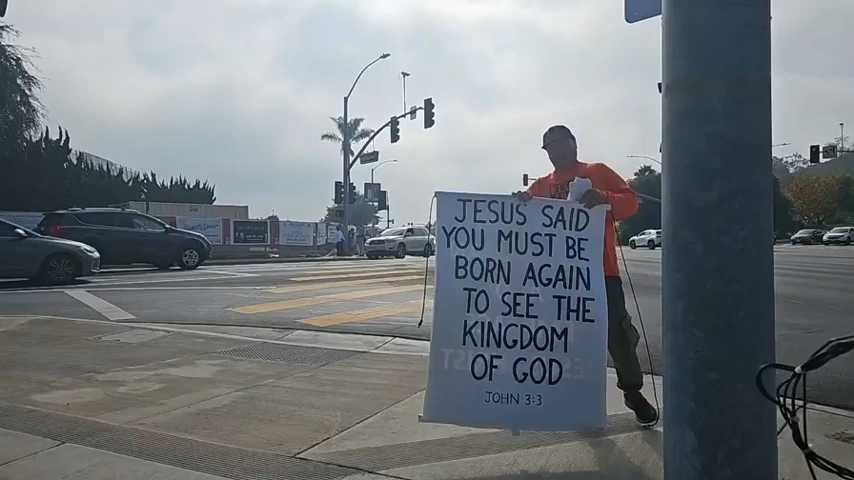 JESUS SAID
YOU MUST BE
BORN AGAIN
TO SEE THE
KINGDOM
OF GOD
JOHN 3:3